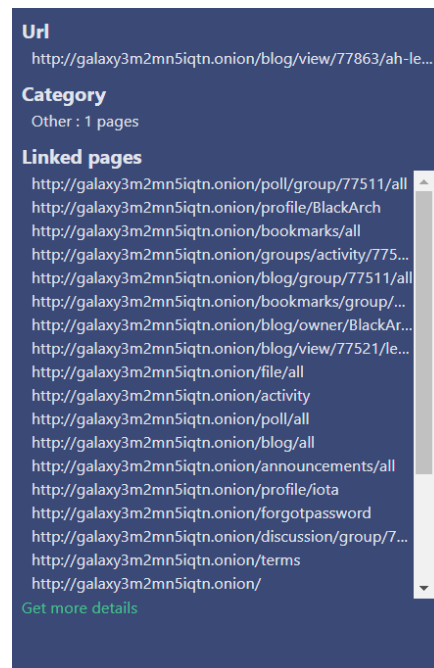 Url
http://galaxy3m2mn5iqtn.onion/blog/view/77863/ah-le...
Category
Other : 1 pages
Linked pages
http://galaxy3m2mn5iqtn.onion/poll/group/77511/all
http://galaxy3m2mn5iqtn.onion/profile/BlackArch
http://galaxy3m2mn5iqtn.onion/bookmarks/all
http://galaxy3m2mn5iqtn.onion/groups/activity/775...
http://galaxy3m2mn5iqtn.onion/blog/group/77511/all
http://galaxy3m2mn5iqtn.onion/bookmarks/group/...
http://galaxy3m2mn5iqtn.onion/blog/owner/BlackAr...
http://galaxy3m2mn5iqtn.onion/blog/view/77521/le...
http://galaxy3m2mn5iqtn.onion/file/all
http://galaxy3m2mn5iqtn.onion/activity
http://galaxy3m2mn5iqtn.onion/poll/all
http://galaxy3m2mn5iqtn.onion/blog/all
http://galaxy3m2mn5iqtn.onion/announcements/all
http://galaxy3m2mn5iqtn.onion/profile/iota
http://galaxy3m2mn5iqtn.onion/forgotpassword
http://galaxy3m2mn5iqtn.onion/discussion/group/7...
http://galaxy3m2mn5iqtn.onion/terms
http://galaxy3m2mn5iqtn.onion/
Get more details